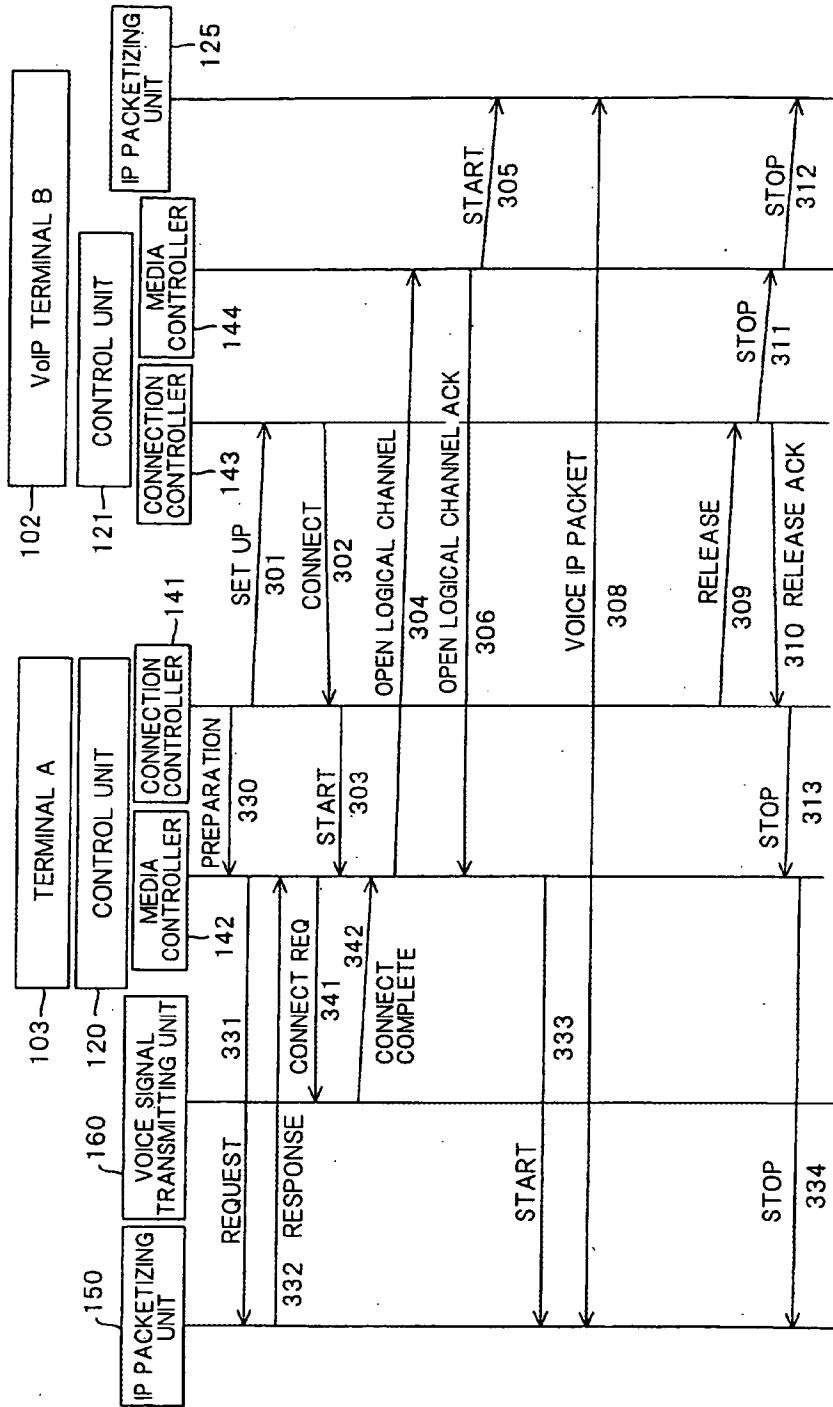 103
TERMINAL A
102
VoIP TERMINAL B
120
CONTROL UNIT
121
CONTROL UNIT
150
IP PACKETIZING
UNIT
160
VOICE SIGNAL
TRANSMITTING UNIT
MEDIA
CONTROLLER
142
CONNECTION
CONTROLLER
141
CONNECTION
CONTROLLER
143
MEDIA
CONTROLLER
144
IP PACKETIZING
UNIT
125
PREPARATION
330
REQUEST
331
SET UP
301
332 RESPONSE
CONNECT REQ
341
CONNECT
302
START
303
342
CONNECT
COMPLETE
OPEN LOGICAL CHANNEL
304
OPEN LOGICAL CHANNEL ACK
306
START
305
START
333
VOICE IP PACKET
308
RELEASE
309
310 RELEASE ACK
STOP
311
STOP
312
STOP
313
STOP
334